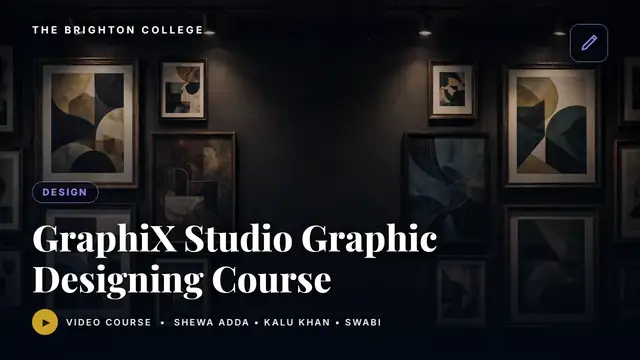 THE BRIGHTON COLLEGE
DESIGN
GraphiX Studio Graphic
Designing Course
VIDEO COURSE • SHEWA ADDA • KALU KHAN • SWABI